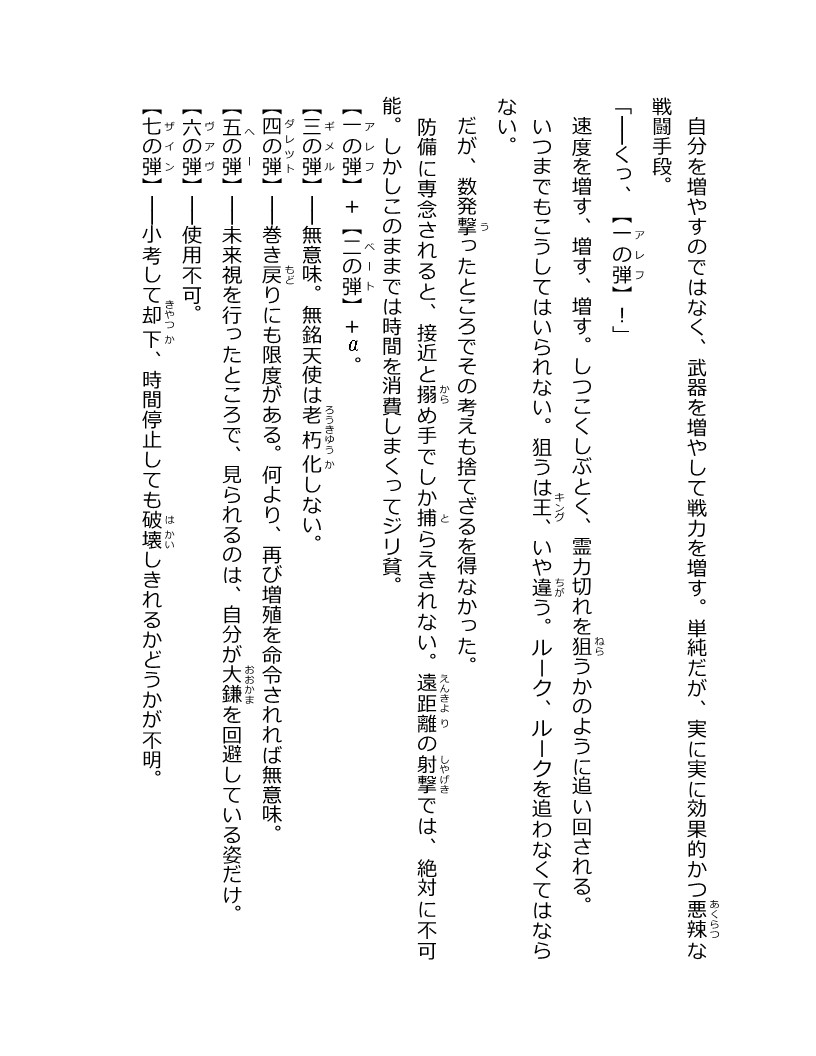 自分を増やすのではなく、武器を増やして戦力を増す。単純だが、実に実に効果的かつ悪辣な
戦闘手段。
「──くっ、【一の弾】！」
　速度を増す、増す、増す。しつこくしぶとく、霊力切れを狙うかのように追い回される。
　いつまでもこうしてはいられない。狙うは王、いや違う。ルーク、ルークを追わなくてはなら
ない。
　だが、数発撃ったところでその考えも捨てざるを得なかった。
　防備に専念されると、接近と搦め手でしか捕らえきれない。遠距離の射撃では、絶対に不可
能。しかしこのままでは時間を消費しまくってジリ貧。
【一の弾】＋【二の弾】＋α。
【三の弾】──無意味。無銘天使は老朽化しない。
【四の弾】──巻き戻りにも限度がある。何より、再び増殖を命令されれば無意味。
【五の弾】──未来視を行ったところで、見られるのは、自分が大鎌を回避している姿だけ。
【六の弾】──使用不可。
【七の弾】──小考して却下、時間停止しても破壊しきれるかどうかが不明。